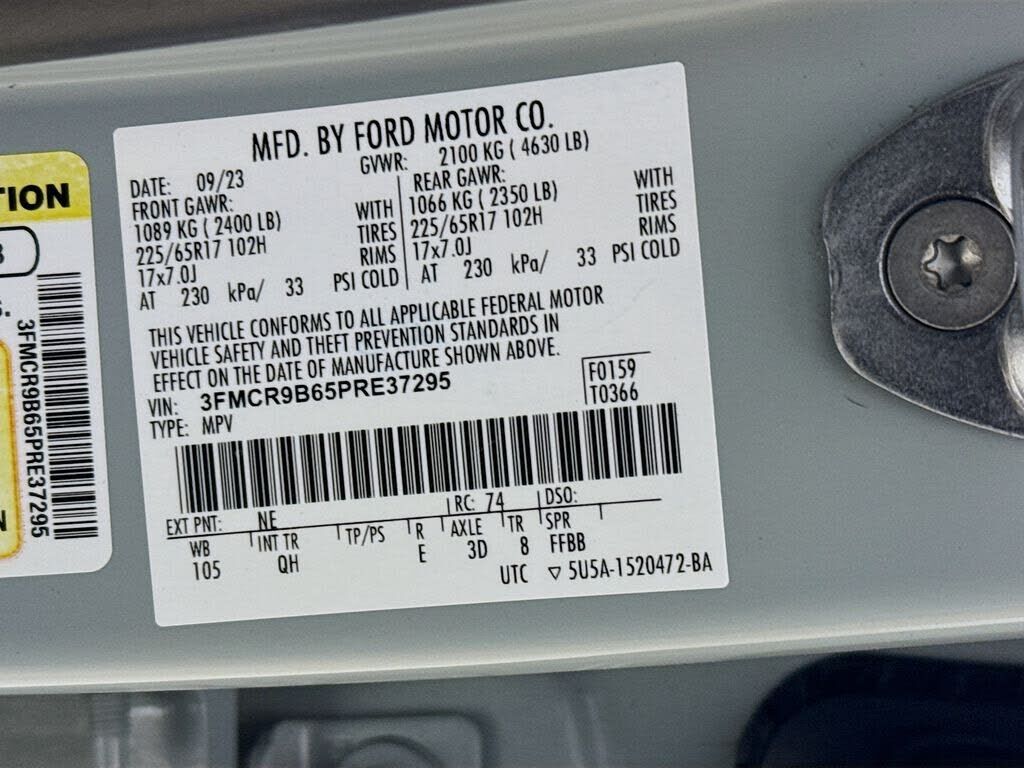 TION
3
S.
3FMCR9B65PRE37295
N
MFD. BY FORD MOTOR CO.
DATE: 09/23 GVWR: 2100 KG ( 4630 LB)
FRONT GAWR: REAR GAWR:
1089 KG ( 2400 LB) WITH 1066 KG ( 2350 LB) WITH
225/65R17 102H TIRES 225/65R17 102H TIRES
17x7.0J RIMS 17x7.0J RIMS
AT 230 kPa/ 33 PSI COLD AT 230 kPa/ 33 PSI COLD
THIS VEHICLE CONFORMS TO ALL APPLICABLE FEDERAL MOTOR
VEHICLE SAFETY AND THEFT PREVENTION STANDARDS IN
EFFECT ON THE DATE OF MANUFACTURE SHOWN ABOVE.
VIN: 3FMCR9B65PRE37295 F0159
TYPE: MPV T0366
EXT PNT: NE RC: 74 DSO:
WB INT TR TP/PS R AXLE TR SPR
105 QH E 3D 8 FFBB
UTC ▽ 5U5A-1520472-BA